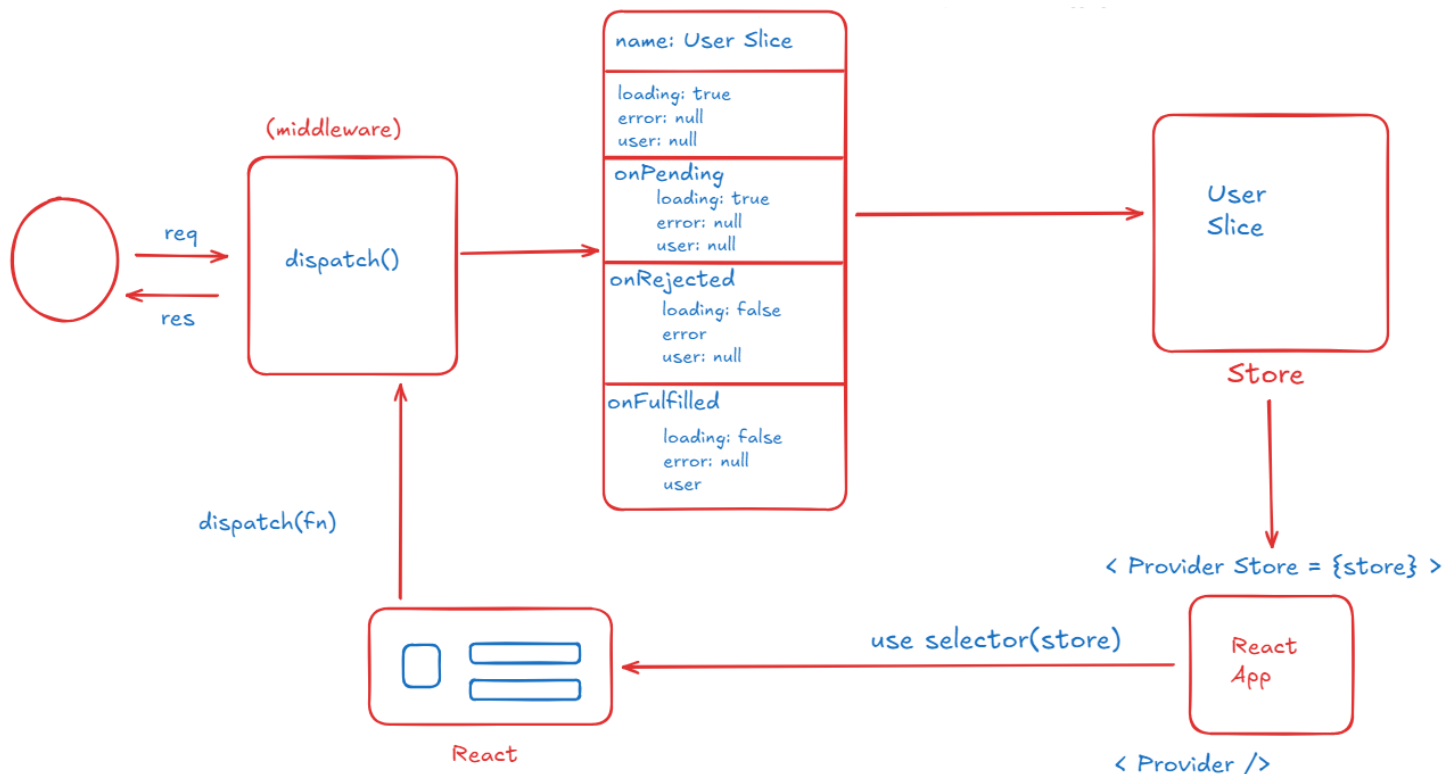 (middleware)
req
res
dispatch()
name: User Slice
loading: true
error: null
user: null
onPending
loading: true
error: null
user: null
onRejected
loading: false
error
user: null
onFulfilled
loading: false
error: null
user
User
Slice
Store
dispatch(fn)
< Provider Store = {store} >
React
App
< Provider />
use selector(store)
React